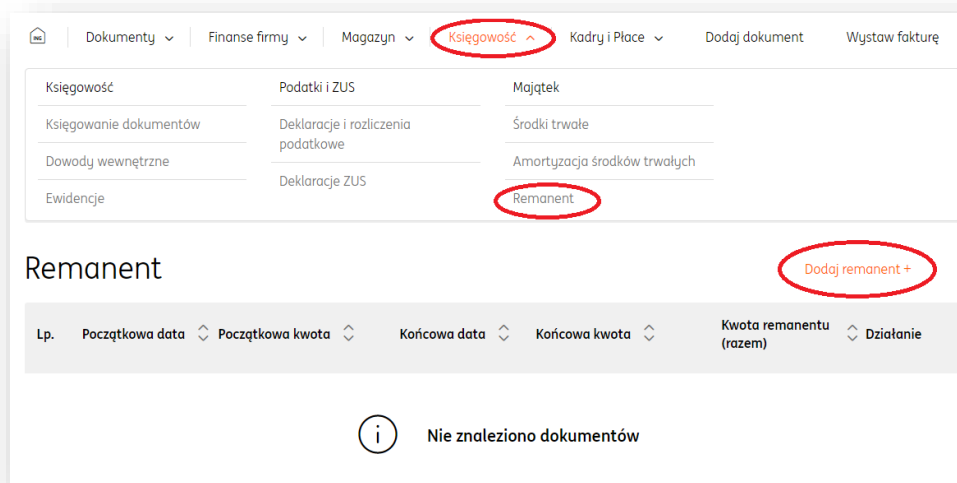 ING Dokumenty Finanse firmy Magazyn Księgowość Kadry i Płace Dodaj dokument Wystaw fakturę
Księgowość Podatki i ZUS Majątek
Księgowanie dokumentów Deklaracje i rozliczenia podatkowe Środki trwałe
Dowody wewnętrzne Amortyzacja środków trwałych
Deklaracje ZUS
Ewidencje Remanent
Remanent Dodaj remanent +
Lp. Początkowa data Początkowa kwota Końcowa data Końcowa kwota Kwota remanentu (razem) Działanie
i Nie znaleziono dokumentów